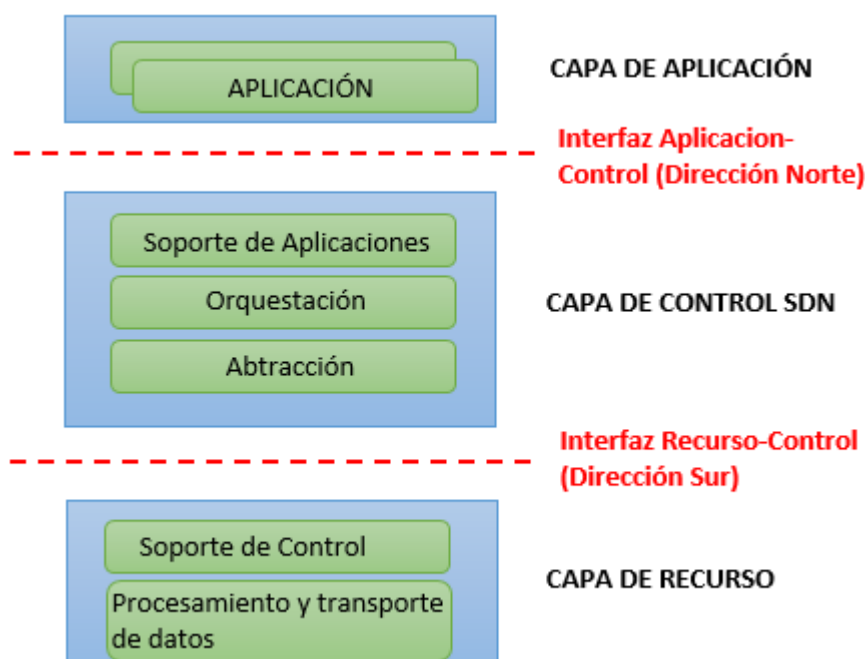 APLICACIÓN
CAPA DE APLICACIÓN
Interfaz Aplicacion-
Control (Dirección Norte)
Soporte de Aplicaciones
Orquestación
CAPA DE CONTROL SDN
Abtracción
Interfaz Recurso-Control
(Dirección Sur)
Soporte de Control
CAPA DE RECURSO
Procesamiento y transporte
de datos